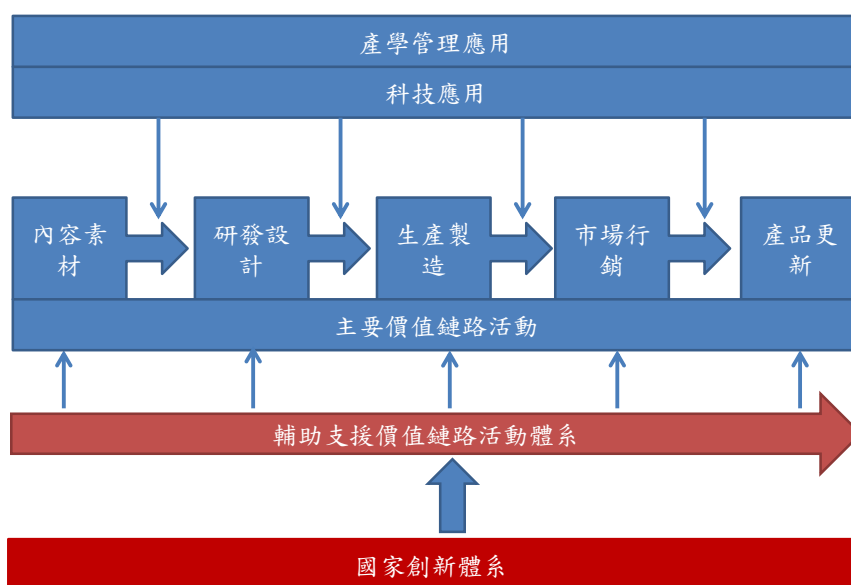 產學管理應用
科技應用
內容素
材
研發設
計
生產製
造
市場行
銷
產品更
新
主要價值鏈路活動
輔助支援價值鏈路活動體系
國家創新體系